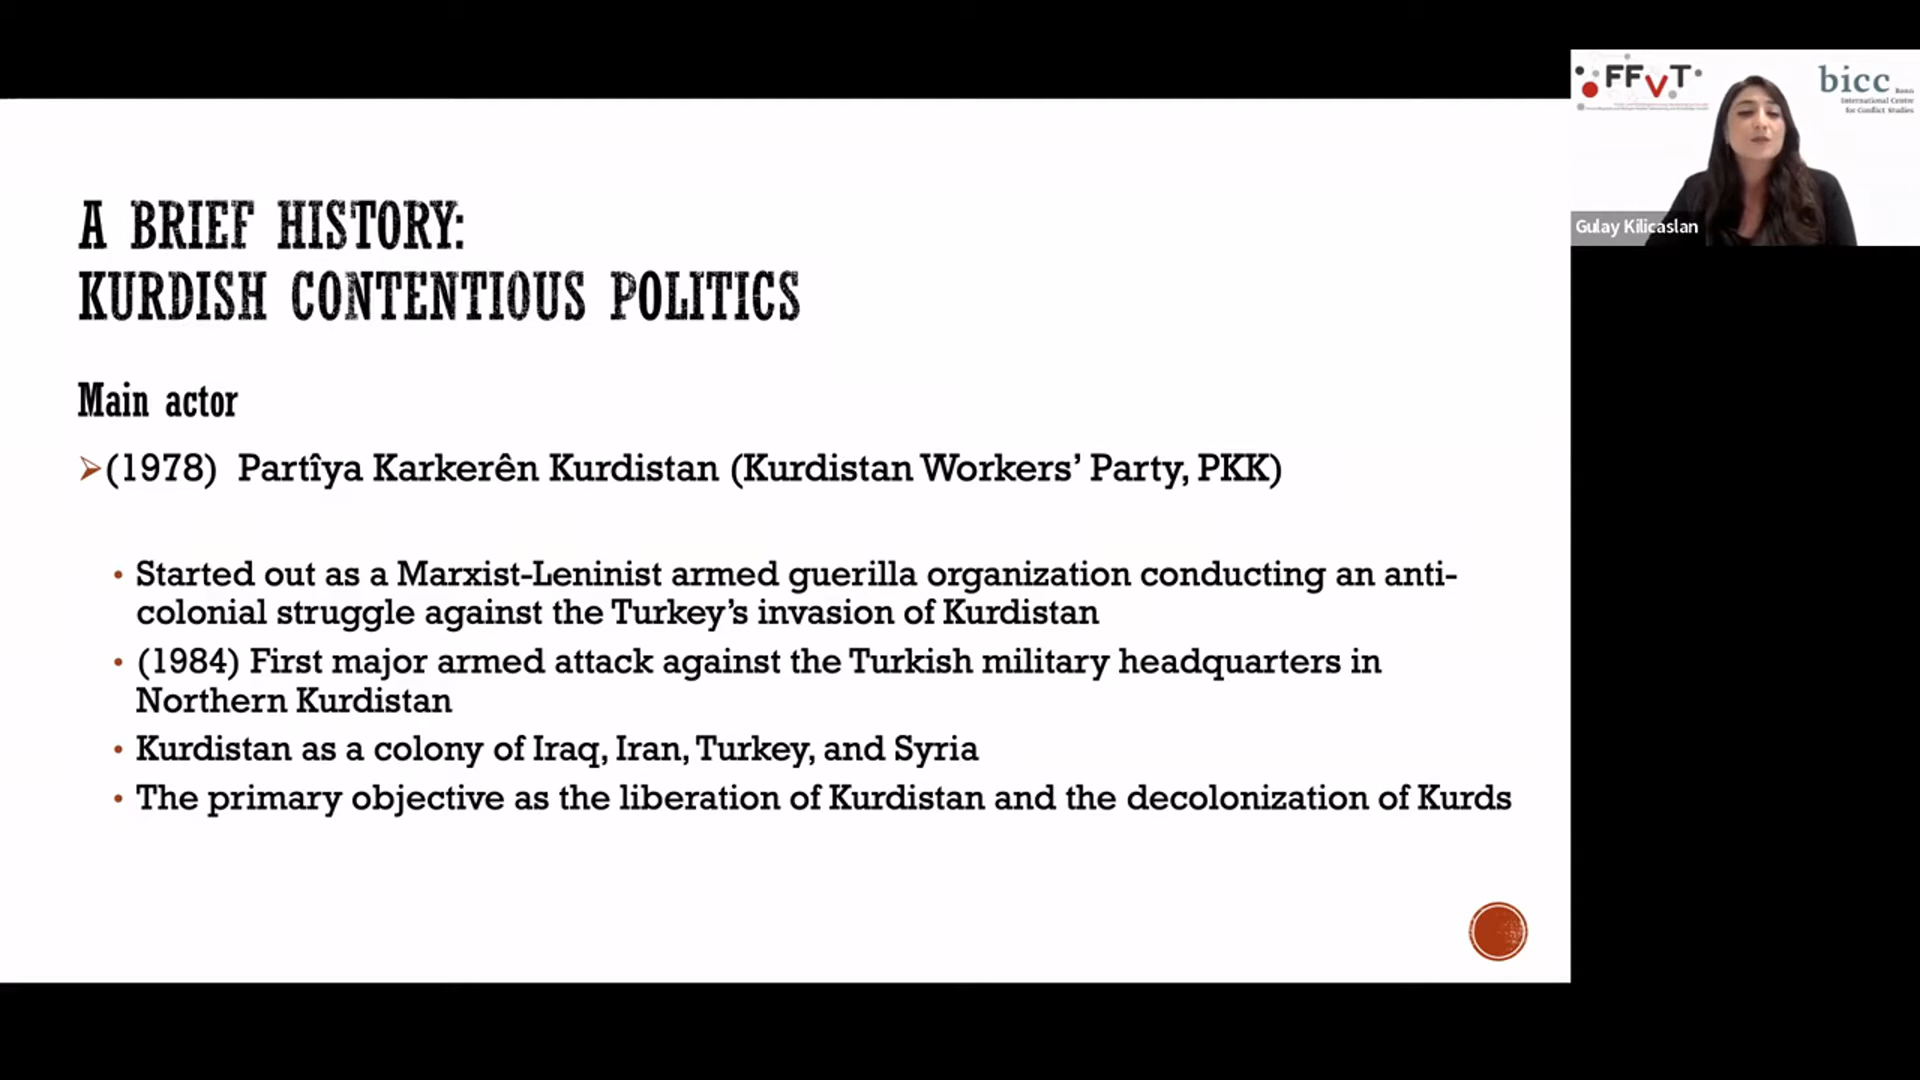 A BRIEF HISTORY:
KURDISH CONTENTIOUS POLITICS
Main actor
(1978) Partîya Karkerên Kurdistan (Kurdistan Workers’ Party, PKK)
• Started out as a Marxist-Leninist armed guerilla organization conducting an anti-
colonial struggle against the Turkey’s invasion of Kurdistan
• (1984) First major armed attack against the Turkish military headquarters in
Northern Kurdistan
• Kurdistan as a colony of Iraq, Iran, Turkey, and Syria
• The primary objective as the liberation of Kurdistan and the decolonization of Kurds
FFVT
bicc Bonn
International Centre
for Conflict Studies
Gulay Kilicaslan